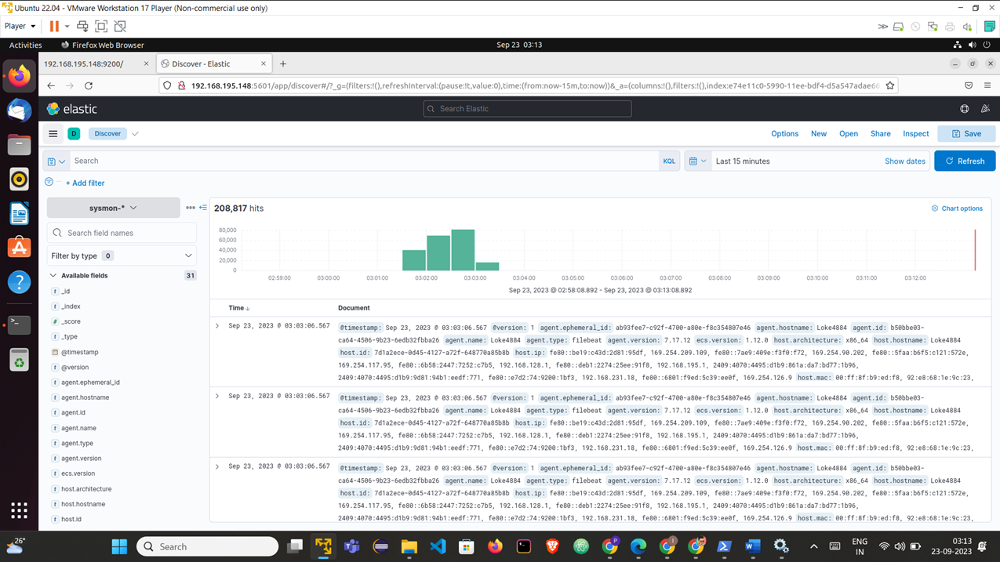 Ubuntu 22.04 - VMware Workstation 17 Player (Non-commercial use only)
Player
Activities Firefox Web Browser Sep 23 03:13
192.168.195.148:9200/ Discover - Elastic
192.168.195.148:5601/app/discover#/?_g=(filters:!(),refreshInterval:(pause:!t,value:0),time:(from:now-15m,to:now))&_a=(columns:!(),filters:!(),index:e74e11c0-5990-11ee-bdf4-d5a547adae66
elastic Search Elastic
D Discover Options New Open Share Inspect Save
Search KQL Last 15 minutes Show dates Refresh
+ Add filter
sysmon-* 208,817 hits Chart options
Search field names
Filter by type 0
Available fields 31
_id
_index
_score
_type
@timestamp
@version
agent.ephemeral_id
agent.hostname
agent.id
agent.name
agent.type
agent.version
ecs.version
host.architecture
host.hostname
host.id
80,000
60,000
40,000
20,000
0
02:59:00 03:00:00 03:01:00 03:02:00 03:03:00 03:04:00 03:05:00 03:06:00 03:07:00 03:08:00 03:09:00 03:10:00 03:11:00 03:12:00
Sep 23, 2023 @ 02:58:08.892 - Sep 23, 2023 @ 03:13:08.892
Time Document
Sep 23, 2023 @ 03:03:06.567 @timestamp: Sep 23, 2023 @ 03:03:06.567 @version: 1 agent.ephemeral_id: ab93fee7-c92f-4700-a80e-f8c354807e46 agent.hostname: Loke4884 agent.id: b50bbe03-
ca64-4506-9b23-6edb32fbba26 agent.name: Loke4884 agent.type: filebeat agent.version: 7.17.12 ecs.version: 1.12.0 host.architecture: x86_64 host.hostname: Loke4884
host.id: 7d1a2ece-0d45-4127-a72f-648770a85b8b host.ip: fe80::be19:c43d:2d81:95df, 169.254.209.109, fe80::7ae9:409e:f3f0:f72, 169.254.90.202, fe80::5faa:b6f5:c121:572e,
169.254.117.95, fe80::6b58:2447:7252:c7b5, 192.168.128.1, fe80::deb1:2274:25ee:91f8, 192.168.195.1, 2409:4070:4495:d1b9:861a:da7:bd77:1b96,
2409:4070:4495:d1b9:9d81:94b1:eedf:771, fe80::e7d2:74:9200:1bf3, 192.168.231.18, fe80::6801:f9ed:5c39:ee0f, 169.254.126.9 host.mac: 00:ff:8f:b9:ed:f8, 92:e8:68:1e:9c:23,
Sep 23, 2023 @ 03:03:06.567 @timestamp: Sep 23, 2023 @ 03:03:06.567 @version: 1 agent.ephemeral_id: ab93fee7-c92f-4700-a80e-f8c354807e46 agent.hostname: Loke4884 agent.id: b50bbe03-
ca64-4506-9b23-6edb32fbba26 agent.name: Loke4884 agent.type: filebeat agent.version: 7.17.12 ecs.version: 1.12.0 host.architecture: x86_64 host.hostname: Loke4884
host.id: 7d1a2ece-0d45-4127-a72f-648770a85b8b host.ip: fe80::be19:c43d:2d81:95df, 169.254.209.109, fe80::7ae9:409e:f3f0:f72, 169.254.90.202, fe80::5faa:b6f5:c121:572e,
169.254.117.95, fe80::6b58:2447:7252:c7b5, 192.168.128.1, fe80::deb1:2274:25ee:91f8, 192.168.195.1, 2409:4070:4495:d1b9:861a:da7:bd77:1b96,
2409:4070:4495:d1b9:9d81:94b1:eedf:771, fe80::e7d2:74:9200:1bf3, 192.168.231.18, fe80::6801:f9ed:5c39:ee0f, 169.254.126.9 host.mac: 00:ff:8f:b9:ed:f8, 92:e8:68:1e:9c:23,
Sep 23, 2023 @ 03:03:06.567 @timestamp: Sep 23, 2023 @ 03:03:06.567 @version: 1 agent.ephemeral_id: ab93fee7-c92f-4700-a80e-f8c354807e46 agent.hostname: Loke4884 agent.id: b50bbe03-
ca64-4506-9b23-6edb32fbba26 agent.name: Loke4884 agent.type: filebeat agent.version: 7.17.12 ecs.version: 1.12.0 host.architecture: x86_64 host.hostname: Loke4884
host.id: 7d1a2ece-0d45-4127-a72f-648770a85b8b host.ip: fe80::be19:c43d:2d81:95df, 169.254.209.109, fe80::7ae9:409e:f3f0:f72, 169.254.90.202, fe80::5faa:b6f5:c121:572e,
169.254.117.95, fe80::6b58:2447:7252:c7b5, 192.168.128.1, fe80::deb1:2274:25ee:91f8, 192.168.195.1, 2409:4070:4495:d1b9:861a:da7:bd77:1b96,
2409:4070:4495:d1b9:9d81:94b1:eedf:771, fe80::e7d2:74:9200:1bf3, 192.168.231.18, fe80::6801:f9ed:5c39:ee0f, 169.254.126.9 host.mac: 00:ff:8f:b9:ed:f8, 92:e8:68:1e:9c:23,
26° Search ENG 03:13
IN 23-09-2023